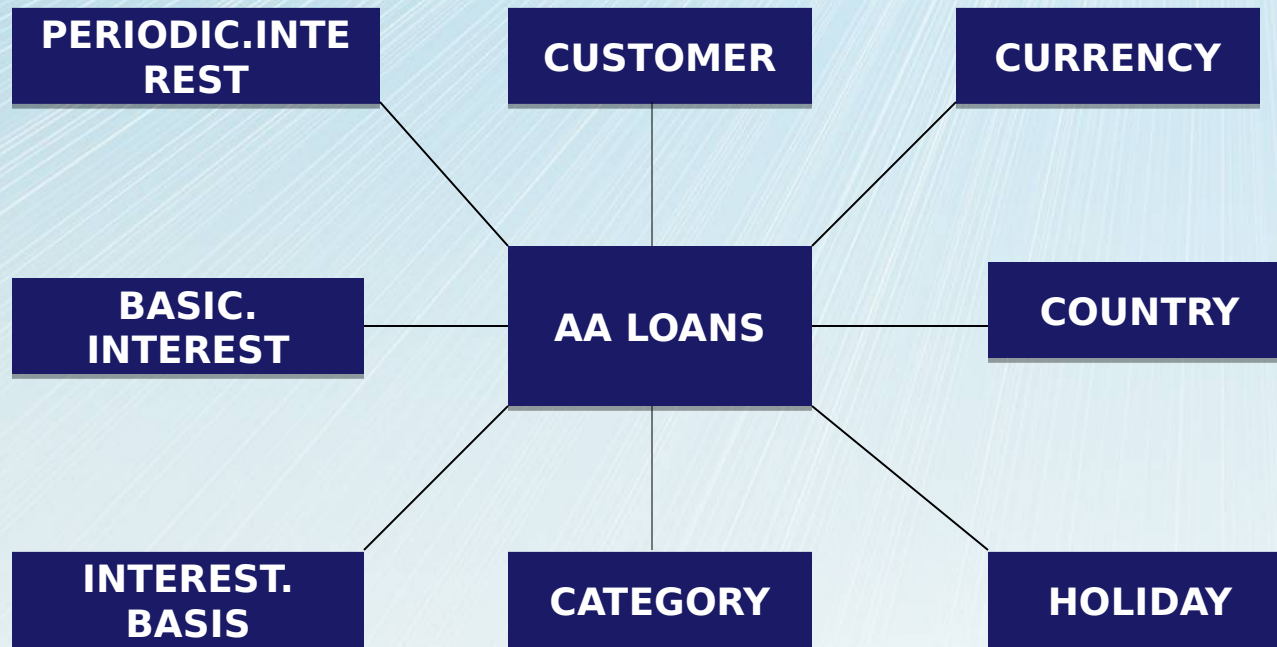 PERIODIC.INTE
REST
CUSTOMER
CURRENCY
BASIC.
INTEREST
AA LOANS
COUNTRY
INTEREST.
BASIS
CATEGORY
HOLIDAY